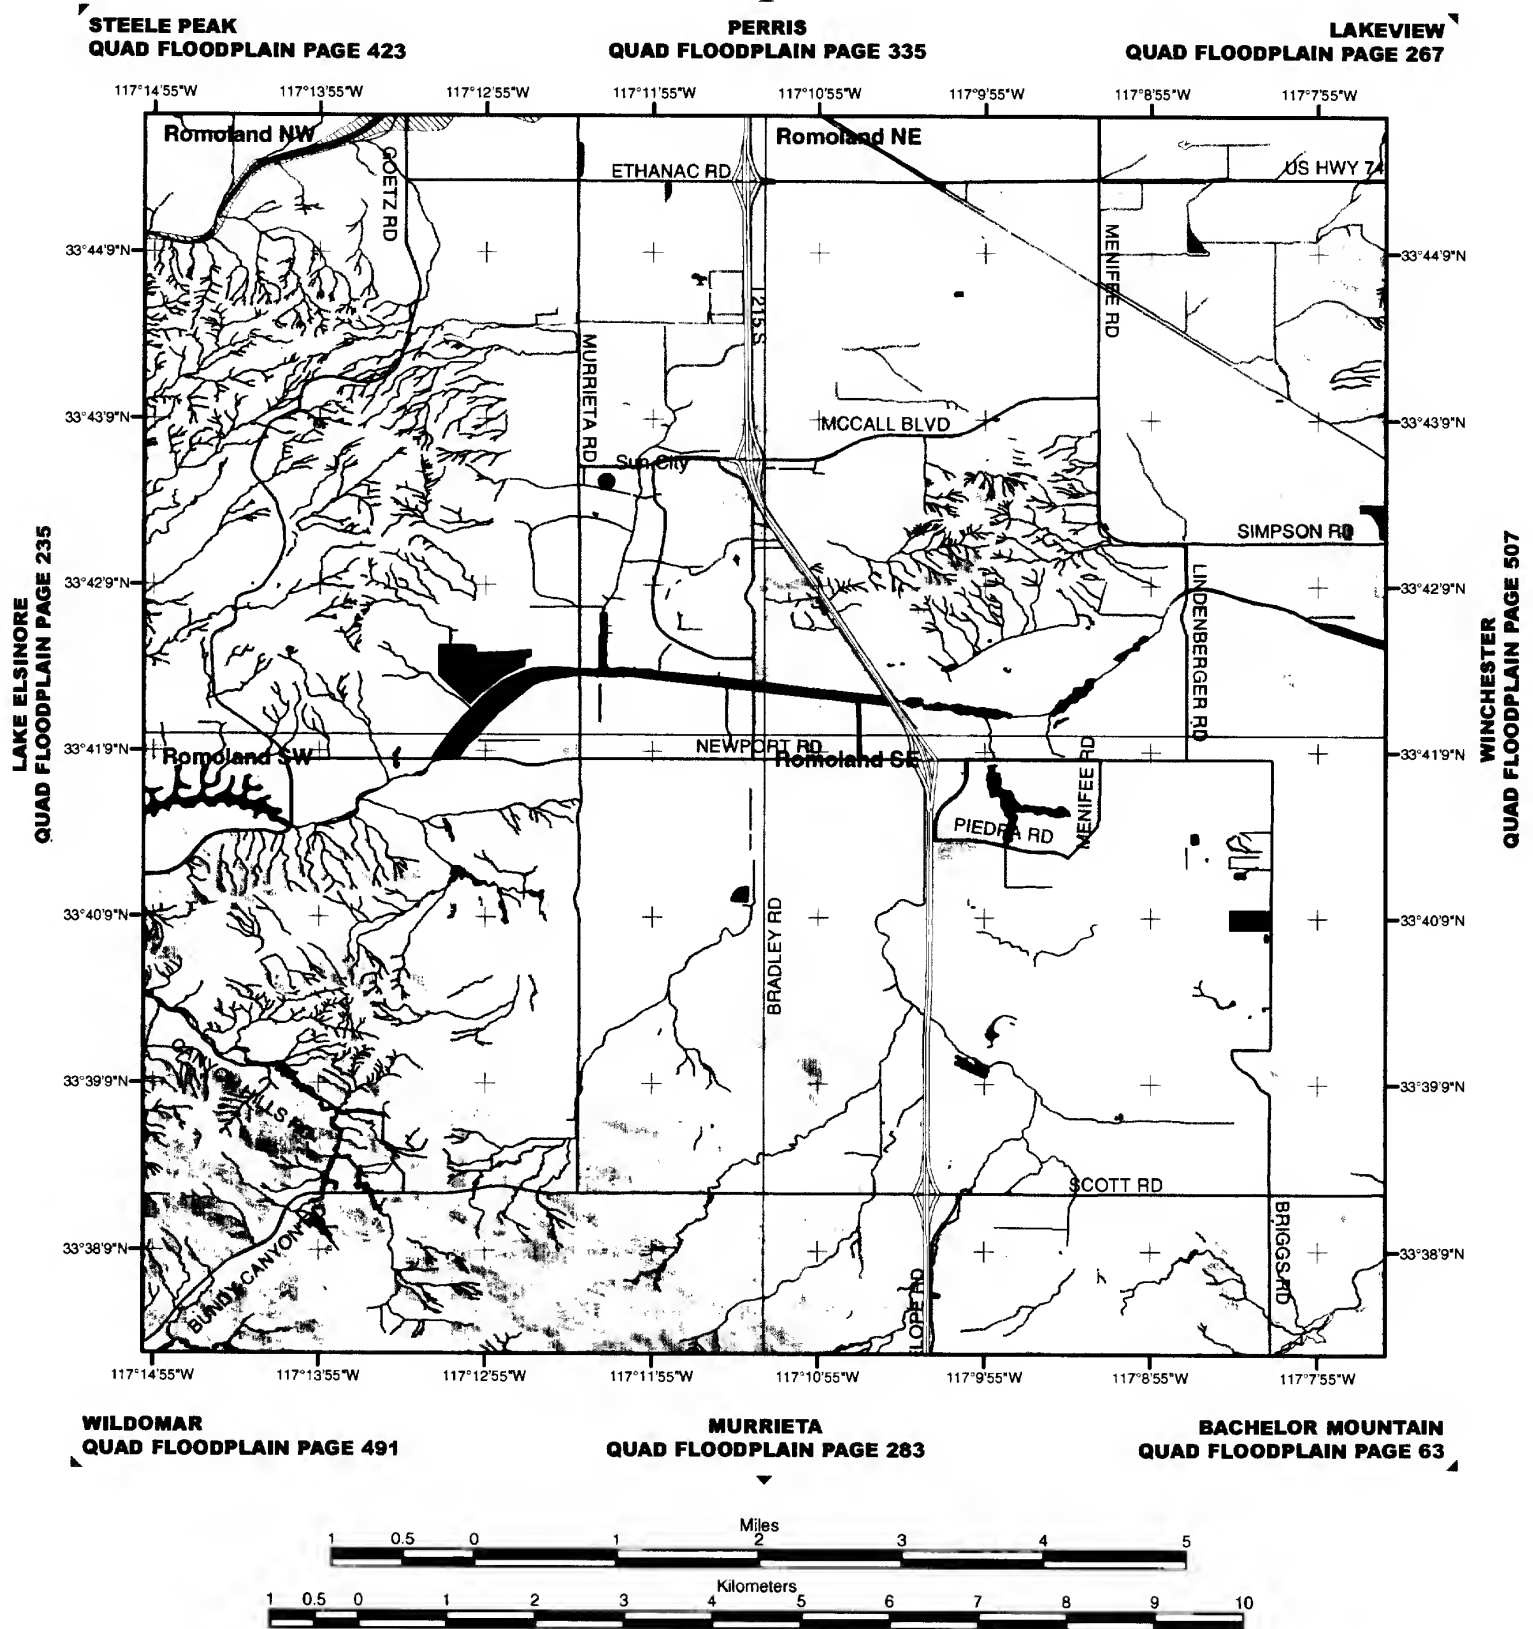 STEELE PEAK
QUAD FLOODPLAIN PAGE 423
PERRIS
QUAD FLOODPLAIN PAGE 335
LAKEVIEW
QUAD FLOODPLAIN PAGE 267
117°14'55"W
117°13'55"W
117°12'55"W
117°11'55"W
117°10'55"W
117°9'55"W
117°8'55"W
117°7'55"W
Romoland NW
Romoland NE
ETHANAC RD
US HWY 74
GOETZ RD
MENIFEE RD
33°44'9"N
33°44'9"N
I 215 S
MURRIETA RD
33°43'9"N
MCCALL BLVD
33°43'9"N
Sun City
SIMPSON RD
LAKE ELSINORE
QUAD FLOODPLAIN PAGE 235
WINCHESTER
QUAD FLOODPLAIN PAGE 507
33°42'9"N
33°42'9"N
LINDENBERGER RD
33°41'9"N
Romoland SW
NEWPORT RD
Romoland SE
MENIFEE RD
33°41'9"N
PIEDRA RD
33°40'9"N
33°40'9"N
BRADLEY RD
CANYON HILLS RD
33°39'9"N
33°39'9"N
SCOTT RD
BRIGGS RD
33°38'9"N
33°38'9"N
BUNDY CANYON
ELOPE RD
117°14'55"W
117°13'55"W
117°12'55"W
117°11'55"W
117°10'55"W
117°9'55"W
117°8'55"W
117°7'55"W
WILDOMAR
QUAD FLOODPLAIN PAGE 491
MURRIETA
QUAD FLOODPLAIN PAGE 283
BACHELOR MOUNTAIN
QUAD FLOODPLAIN PAGE 63
Miles
1 0.5 0 1 2 3 4 5
Kilometers
1 0.5 0 1 2 3 4 5 6 7 8 9 10